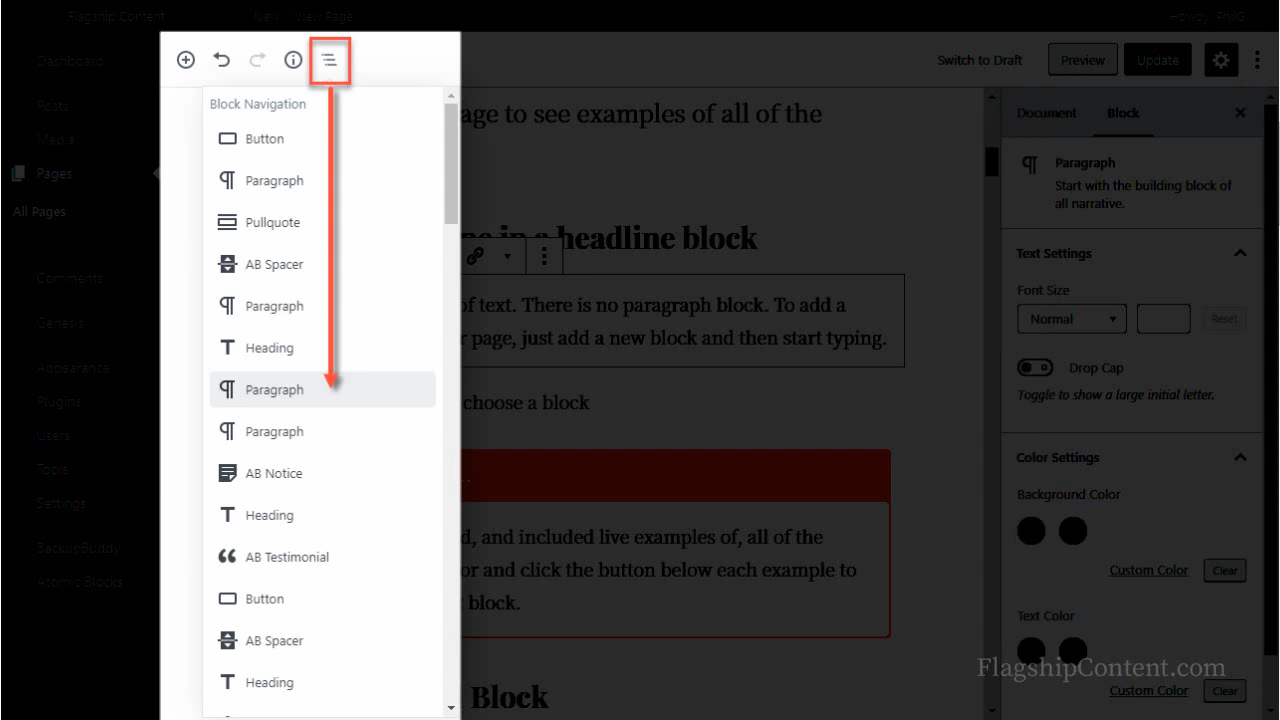 Flagship Content
New
View Page
Howdy, PhilG
Dashboard
Posts
Media
Pages
All Pages
Comments
Genesis
Appearance
Plugins
Users
Tools
Settings
BackupBuddy
Atomic Blocks
Block Navigation
Button
Paragraph
Pullquote
AB Spacer
Paragraph
Heading
Paragraph
Paragraph
AB Notice
Heading
AB Testimonial
Button
AB Spacer
Heading
Switch to Draft
Preview
Update
age to see examples of all of the
in a headline block
of text. There is no paragraph block. To add a
r page, just add a new block and then start typing.
choose a block
d, and included live examples of, all of the
or and click the button below each example to
block.
Block
Document
Block
Paragraph
Start with the building block of
all narrative.
Text Settings
Font Size
Normal
Reset
Drop Cap
Toggle to show a large initial letter.
Color Settings
Background Color
Custom Color
Clear
Text Color
FlagshipContent.com
Custom Color
Clear